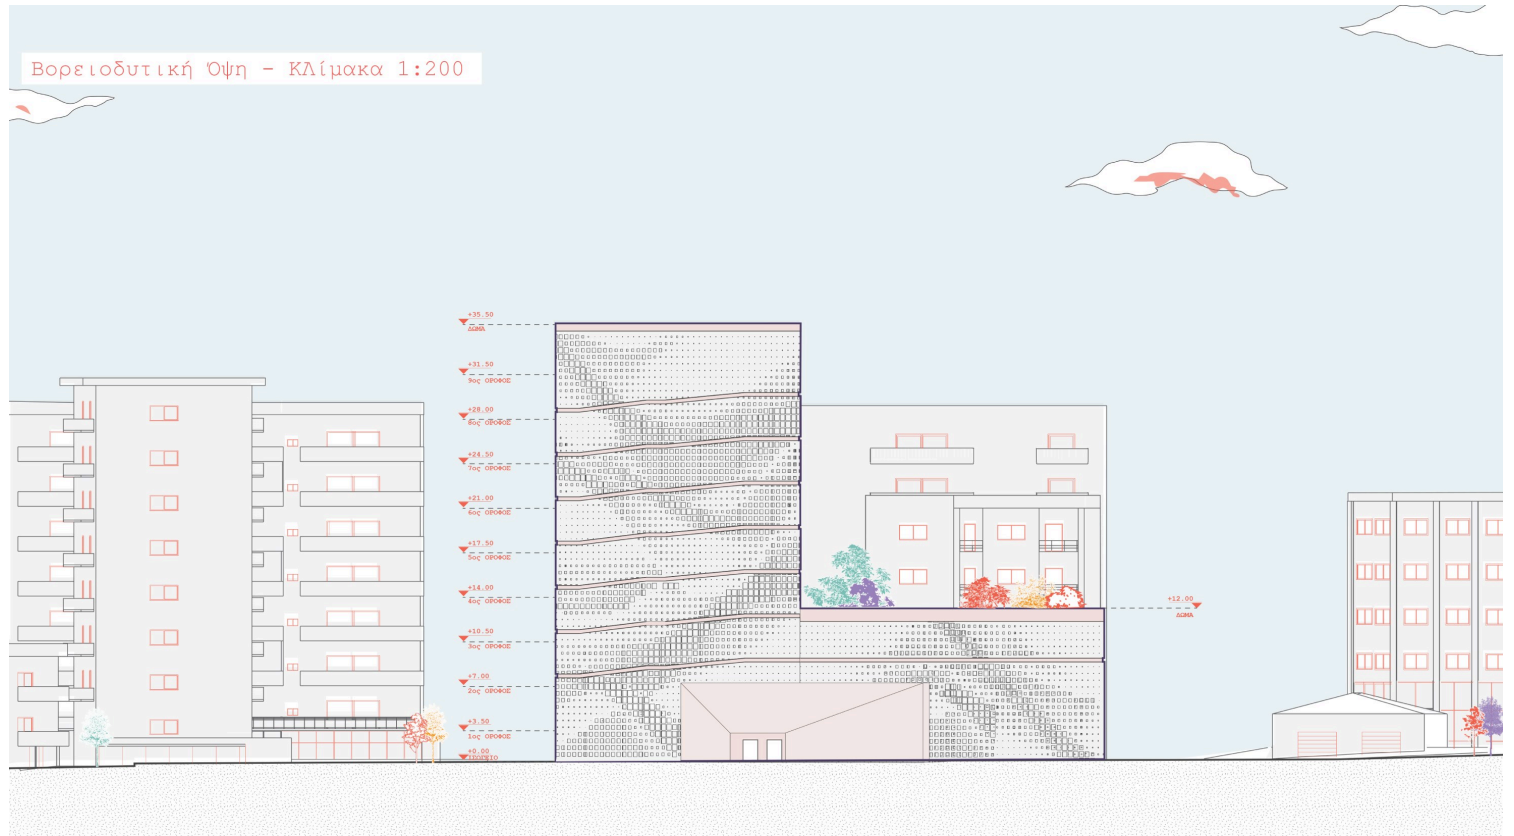 Βορειοδυτική Όψη - Κλίμακα 1:200
+35.50
ΔΩΜΑ
+31.50
9ος ΟΡΟΦΟΣ
+28.00
8ος ΟΡΟΦΟΣ
+24.50
7ος ΟΡΟΦΟΣ
+21.00
6ος ΟΡΟΦΟΣ
+17.50
5ος ΟΡΟΦΟΣ
+14.00
4ος ΟΡΟΦΟΣ
+12.00
ΔΩΜΑ
+10.50
3ος ΟΡΟΦΟΣ
+7.00
2ος ΟΡΟΦΟΣ
+3.50
1ος ΟΡΟΦΟΣ
+0.00
ΙΣΟΓΕΙΟ